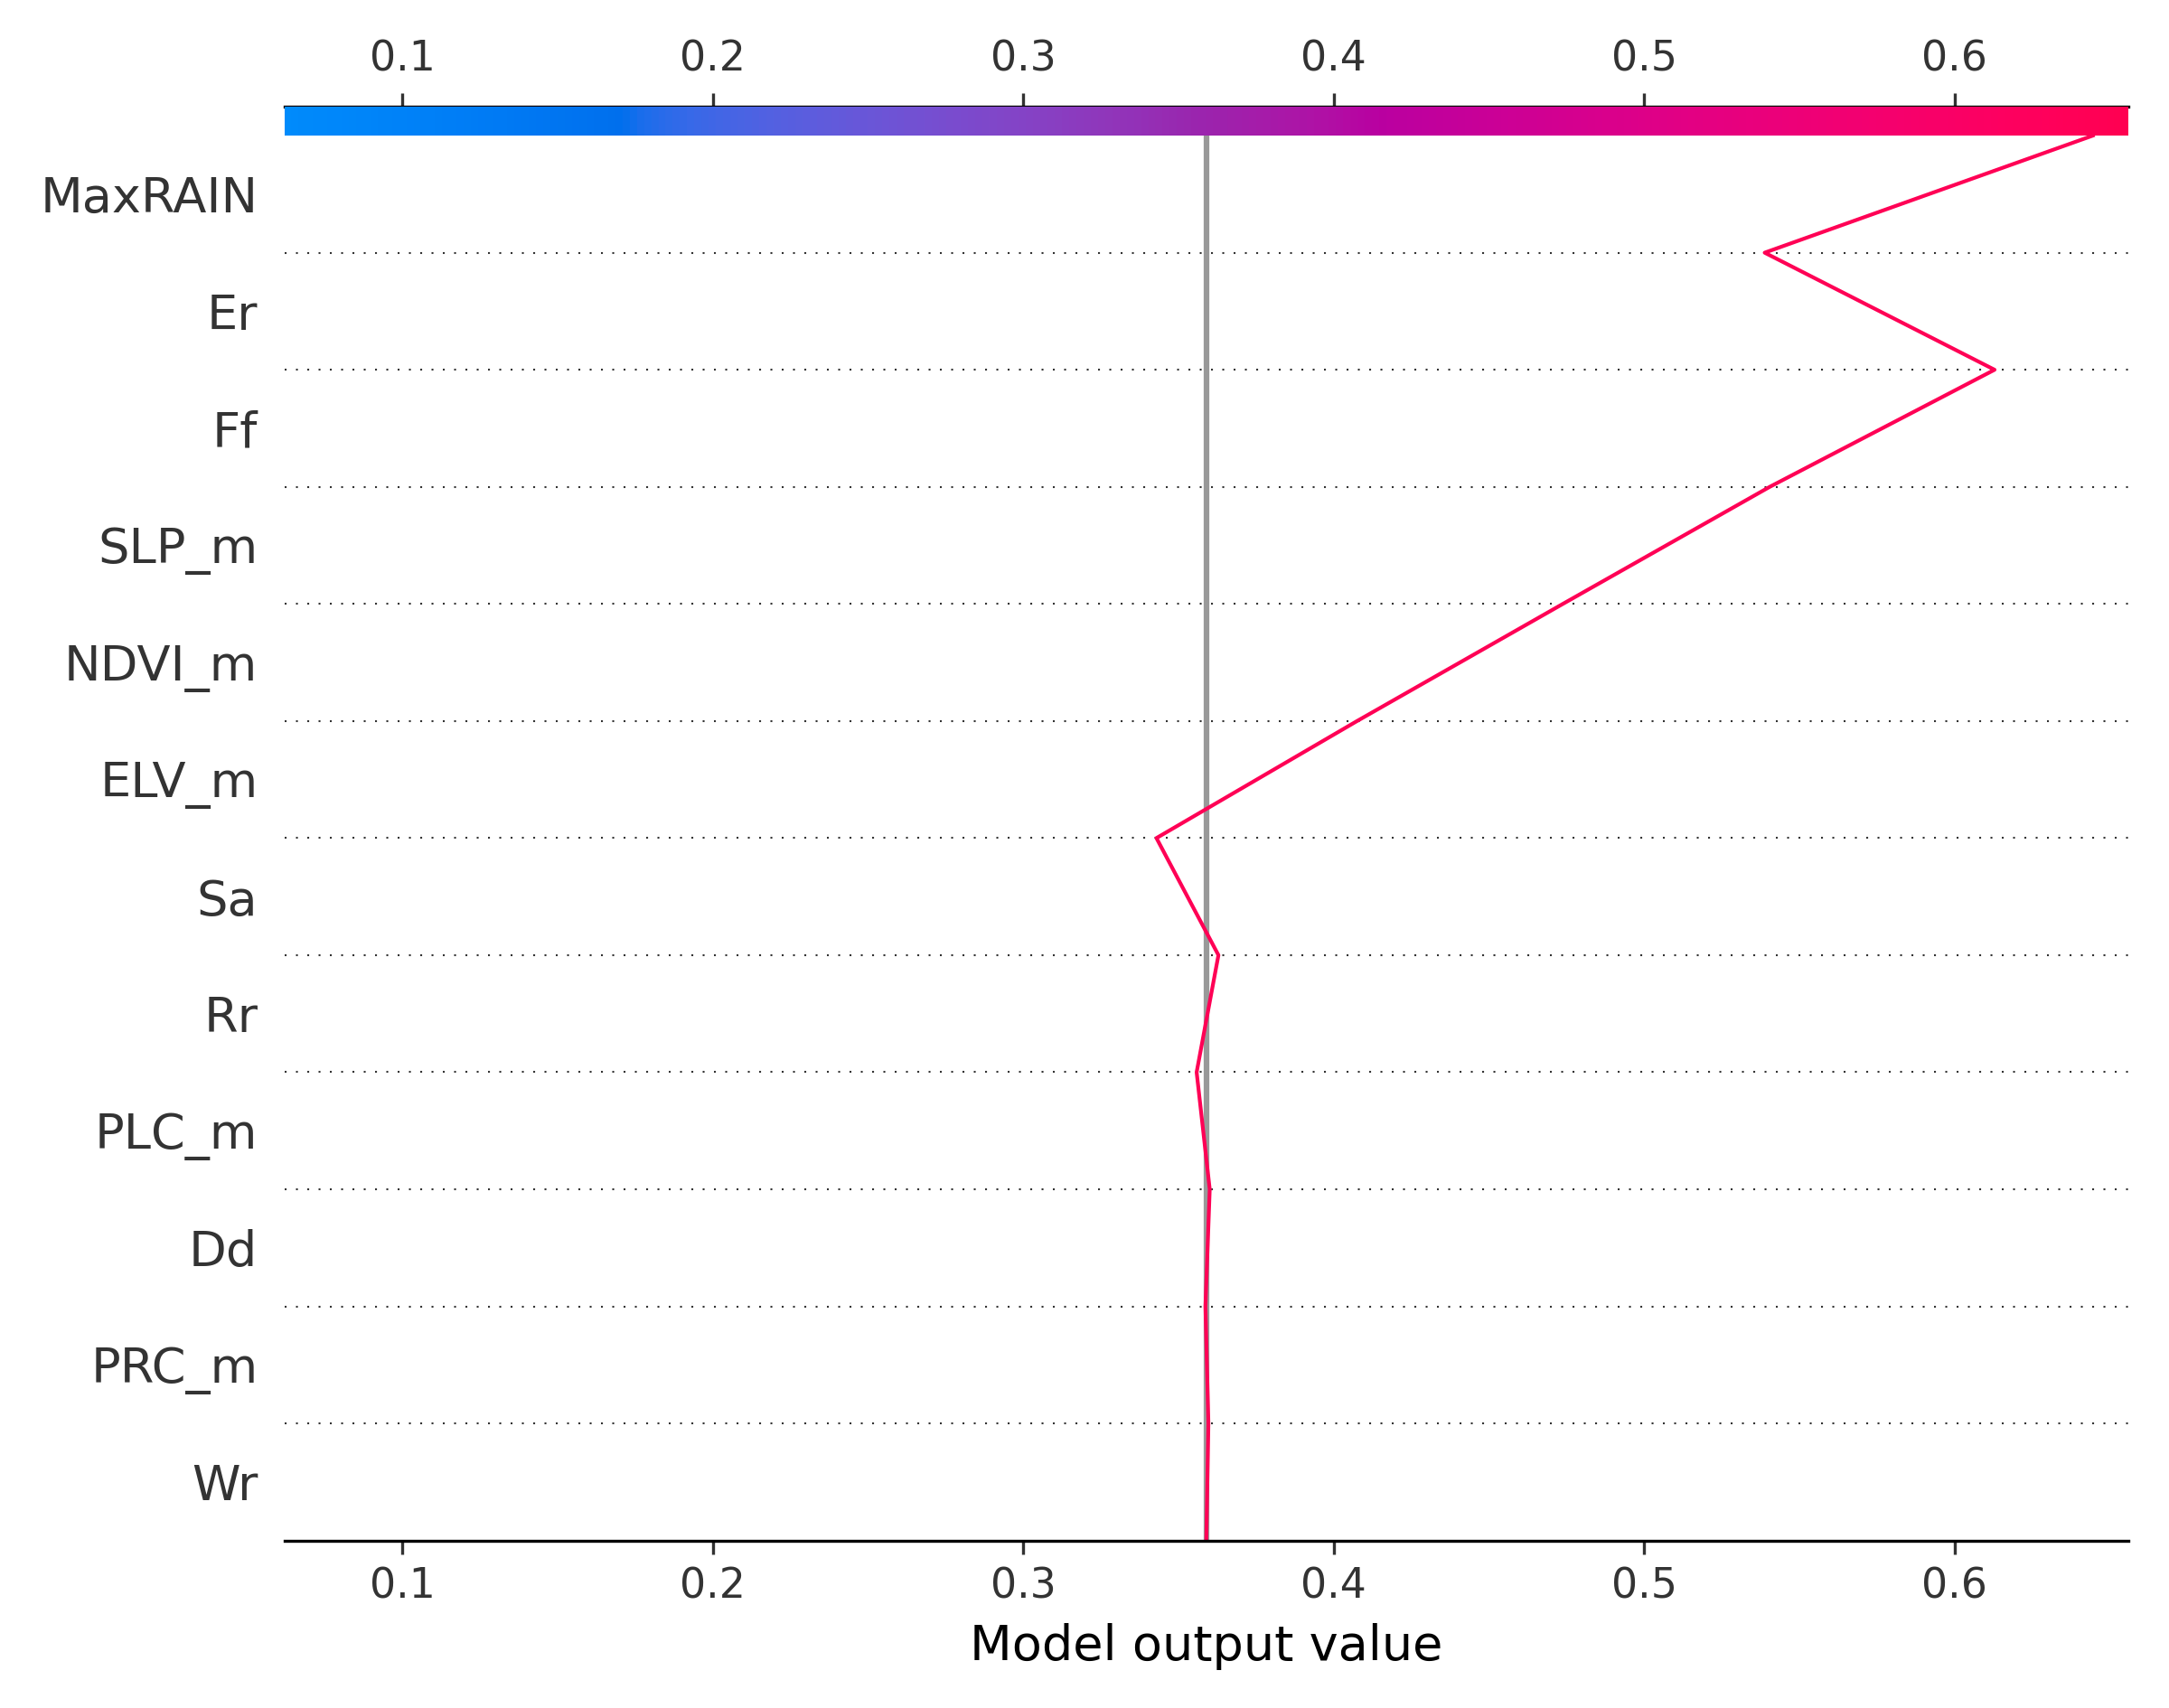 0.1 0.2 0.3 0.4 0.5 0.6
MaxRAIN
Er
Ff
SLP_m
NDVI_m
ELV_m
Sa
Rr
PLC_m
Dd
PRC_m
Wr
0.1 0.2 0.3 0.4 0.5 0.6
Model output value